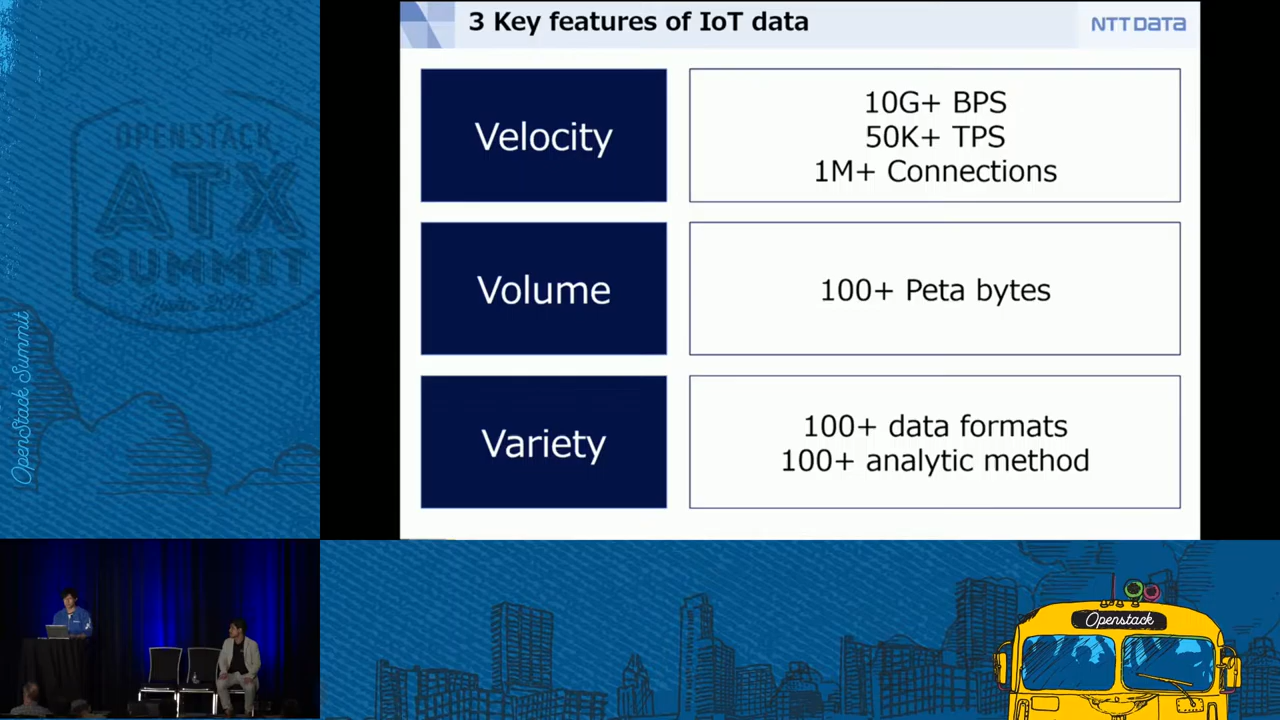 3 Key features of IoT data
NTT DATA
Velocity
10G+ BPS
50K+ TPS
1M+ Connections
Volume
100+ Peta bytes
Variety
100+ data formats
100+ analytic method
OPENSTACK
ATX
SUMMIT
OpenStack Summit
Openstack